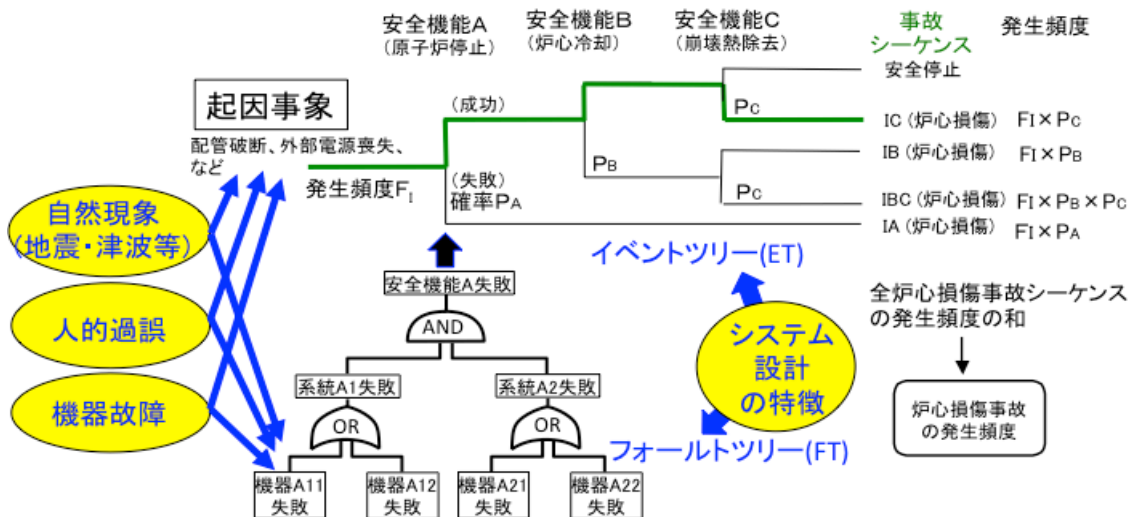 安全機能A
(原子炉停止)
安全機能B
(炉心冷却)
安全機能C
(崩壊熱除去)
事故
シーケンス
発生頻度
起因事象
配管破断、外部電源喪失、
など
発生頻度FI
(成功)
(失敗)
確率PA
PB
PC
PC
安全停止
IC (炉心損傷) FI×PC
IB (炉心損傷) FI×PB
IBC (炉心損傷) FI×PB×PC
IA (炉心損傷) FI×PA
自然現象
(地震・津波等)
人的過誤
機器故障
安全機能A失敗
AND
系統A1失敗
系統A2失敗
OR
OR
機器A11
失敗
機器A12
失敗
機器A21
失敗
機器A22
失敗
イベントツリー(ET)
システム
設計
の特徴
フォールトツリー(FT)
全炉心損傷事故シーケンス
の発生頻度の和
炉心損傷事故
の発生頻度